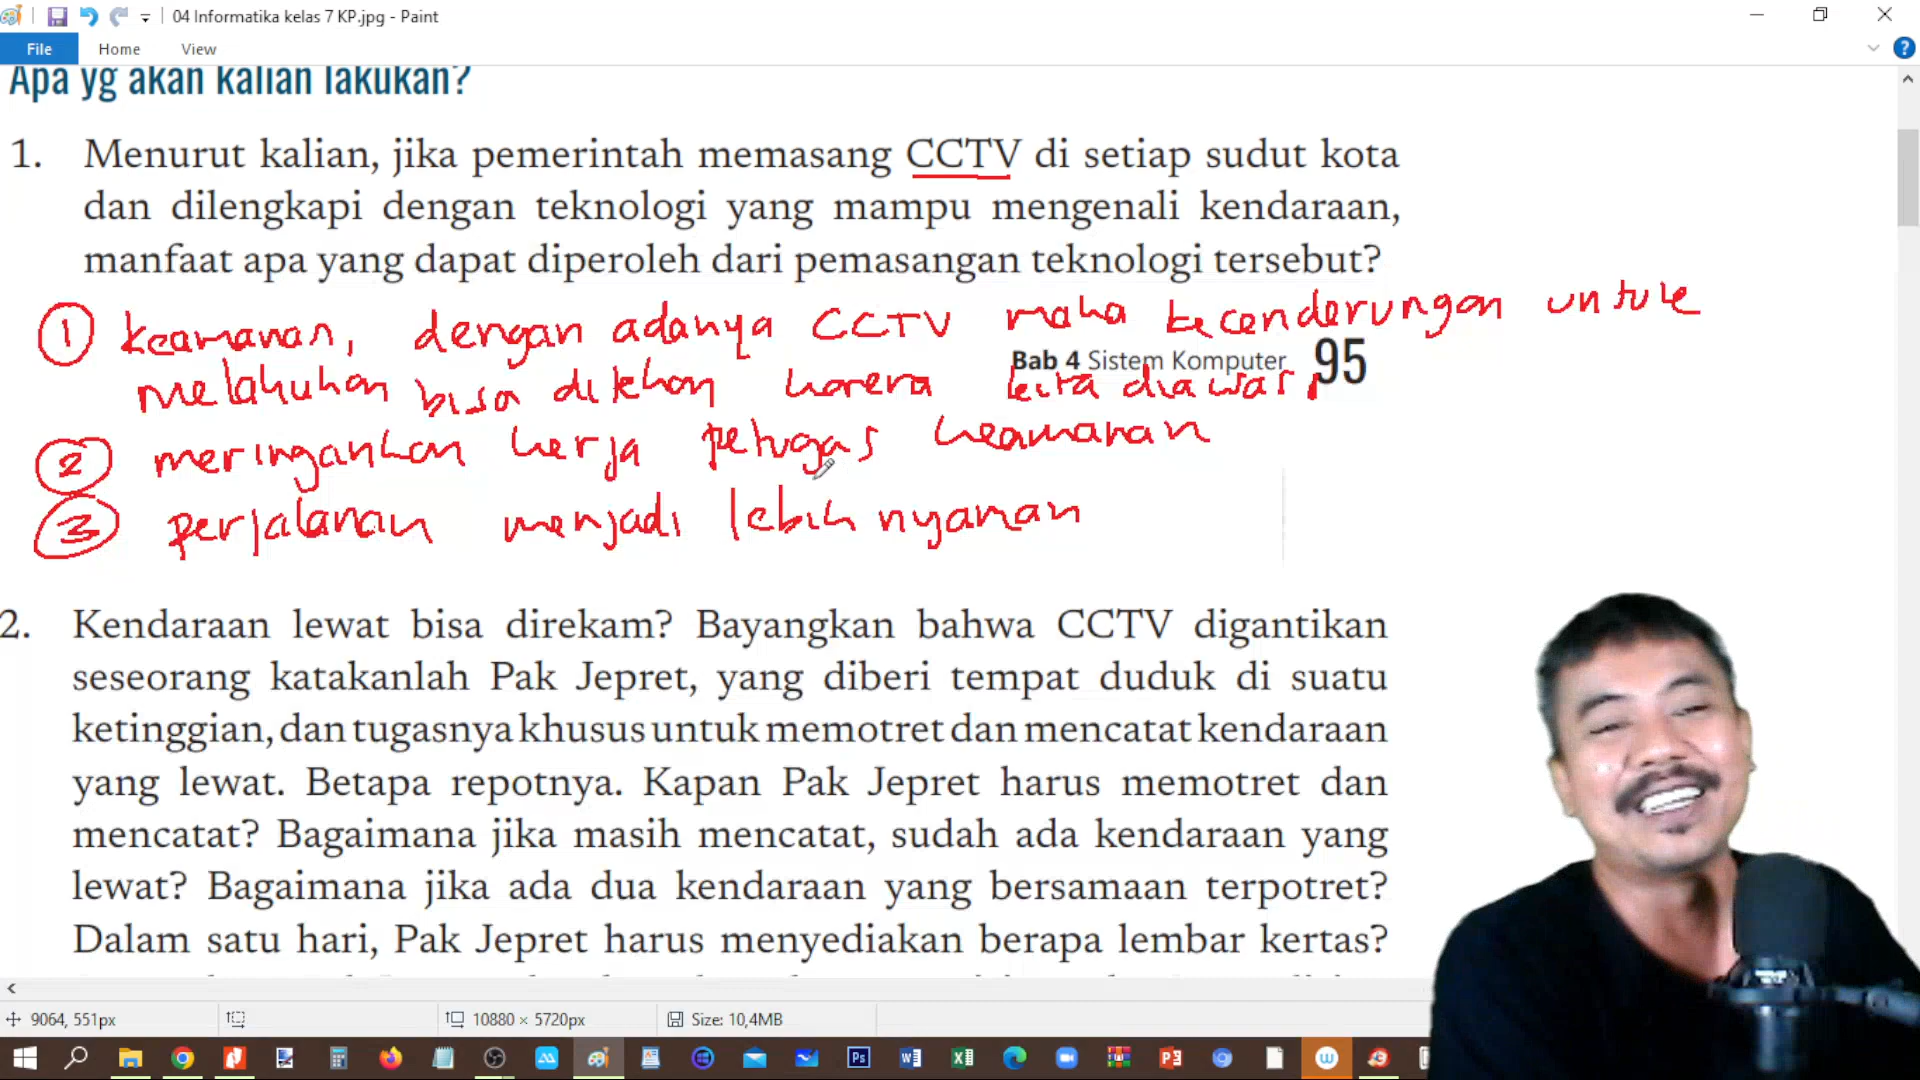 04 Informatika kelas 7 KP.jpg - Paint
File Home View
Apa yg akan kalian lakukan?
1. Menurut kalian, jika pemerintah memasang CCTV di setiap sudut kota
dan dilengkapi dengan teknologi yang mampu mengenali kendaraan,
manfaat apa yang dapat diperoleh dari pemasangan teknologi tersebut?
1 keamanan, dengan adanya CCTV maka kecenderungan untuk
Bab 4 Sistem Komputer 95
melakukan bisa ditekan karena kita diawasi
2 meringankan kerja petugas keamanan
3 perjalanan menjadi lebih nyaman
2. Kendaraan lewat bisa direkam? Bayangkan bahwa CCTV digantikan
seseorang katakanlah Pak Jepret, yang diberi tempat duduk di suatu
ketinggian, dan tugasnya khusus untuk memotret dan mencatat kendaraan
yang lewat. Betapa repotnya. Kapan Pak Jepret harus memotret dan
mencatat? Bagaimana jika masih mencatat, sudah ada kendaraan yang
lewat? Bagaimana jika ada dua kendaraan yang bersamaan terpotret?
Dalam satu hari, Pak Jepret harus menyediakan berapa lembar kertas?
9064, 551px 10880 × 5720px Size: 10,4MB